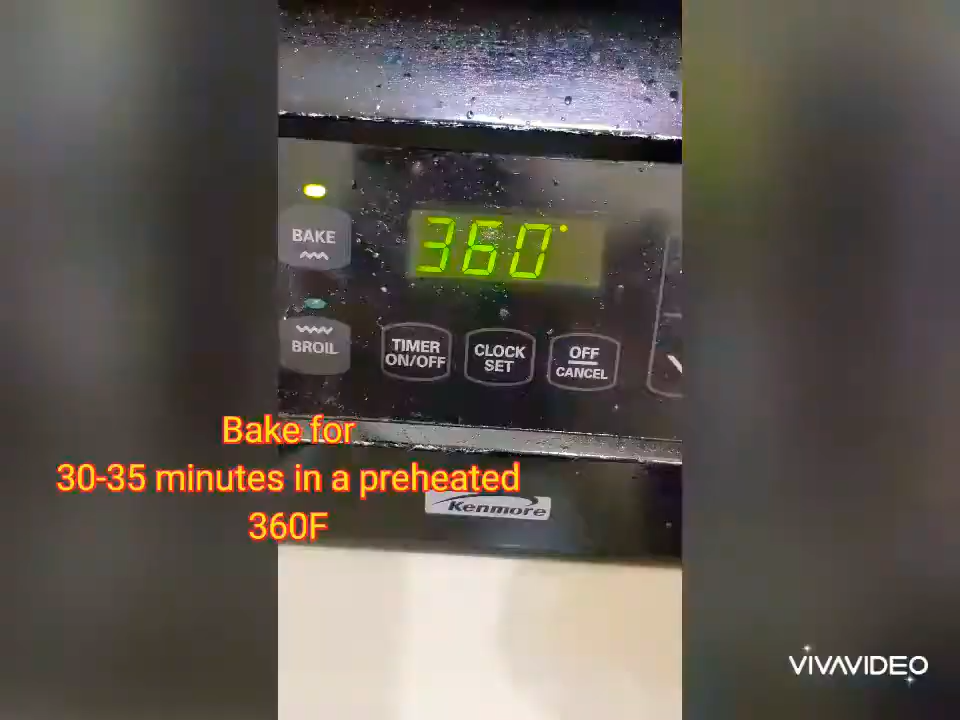 360°
BAKE
BROIL
TIMER
ON/OFF
CLOCK
SET
OFF
CANCEL
Bake for
30-35 minutes in a preheated
360F
Kenmore
VIVAVIDEO